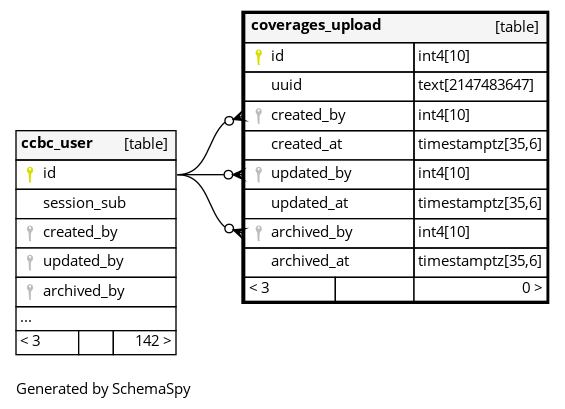 coverages_upload [table]
id int4[10]
uuid text[2147483647]
created_by int4[10]
created_at timestamptz[35,6]
updated_by int4[10]
updated_at timestamptz[35,6]
archived_by int4[10]
archived_at timestamptz[35,6]
< 3 0 >
ccbc_user [table]
id
session_sub
created_by
updated_by
archived_by
...
< 3 142 >
Generated by SchemaSpy